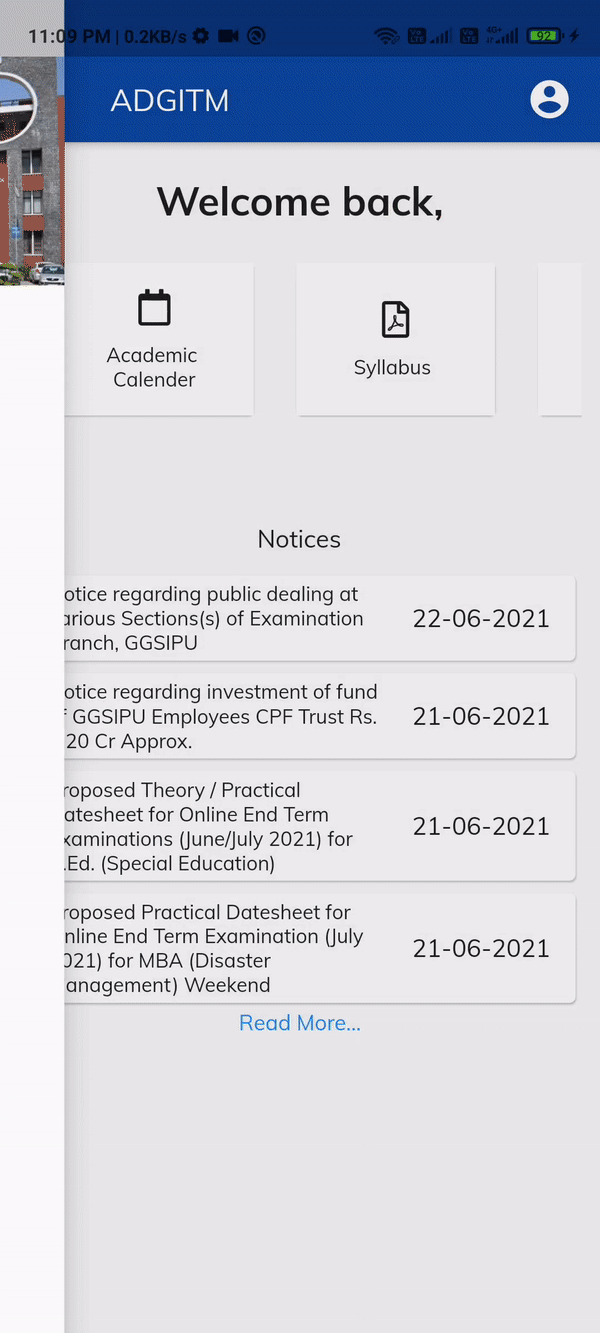 11:09 PM | 0.2KB/s
92
ADGITM
Welcome back,
Academic
Calender
Syllabus
Notices
otice regarding public dealing at
arious Sections(s) of Examination
ranch, GGSIPU
22-06-2021
otice regarding investment of fund
f GGSIPU Employees CPF Trust Rs.
20 Cr Approx.
21-06-2021
roposed Theory / Practical
atesheet for Online End Term
xaminations (June/July 2021) for
.Ed. (Special Education)
21-06-2021
roposed Practical Datesheet for
nline End Term Examination (July
021) for MBA (Disaster
anagement) Weekend
21-06-2021
Read More...